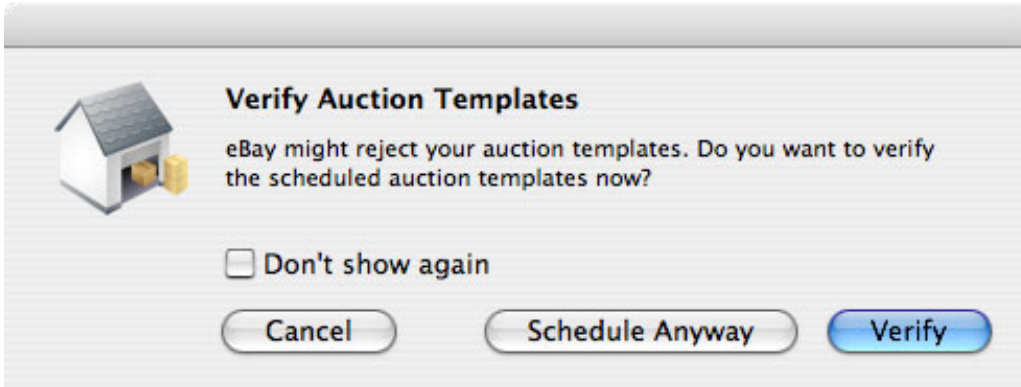 Verify Auction Templates
eBay might reject your auction templates. Do you want to verify
the scheduled auction templates now?
Don't show again
Cancel
Schedule Anyway
Verify